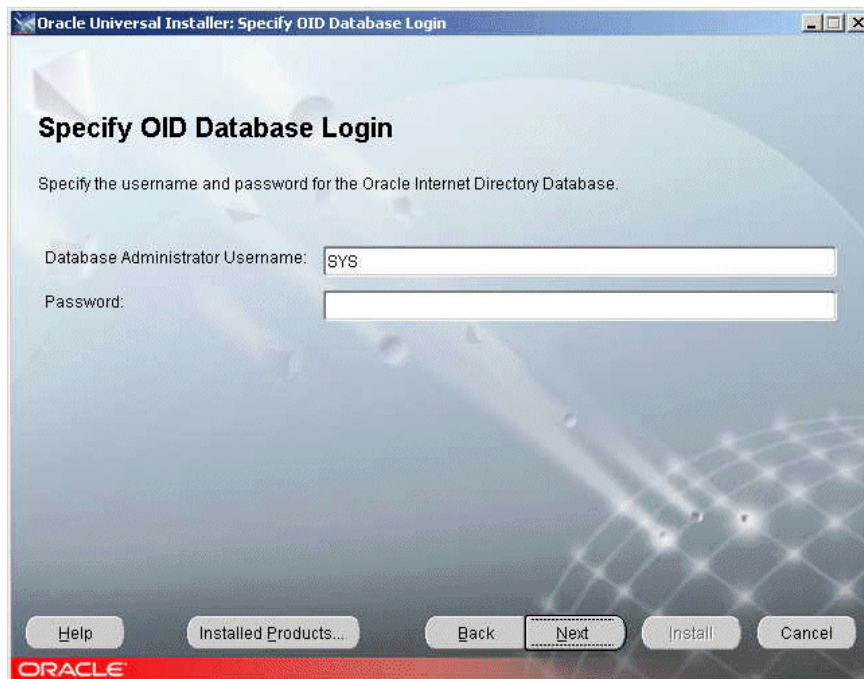 Oracle Universal Installer: Specify OID Database Login
Specify OID Database Login
Specify the username and password for the Oracle Internet Directory Database.
Database Administrator Username: SYS
Password:
Help Installed Products... Back Next Install Cancel
ORACLE